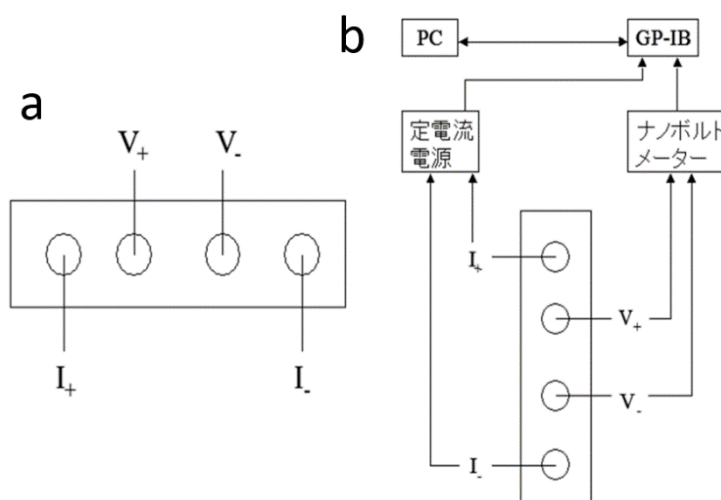 a
V+
V-
I+
I-
b
PC
GP-IB
定電流
電源
ナノボルト
メーター
I+
V+
V-
I-